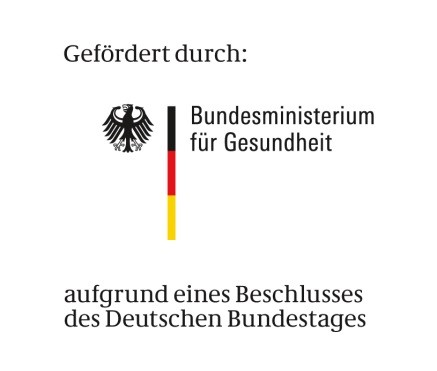 Gefördert durch:
Bundesministerium
für Gesundheit
aufgrund eines Beschlusses
des Deutschen Bundestages